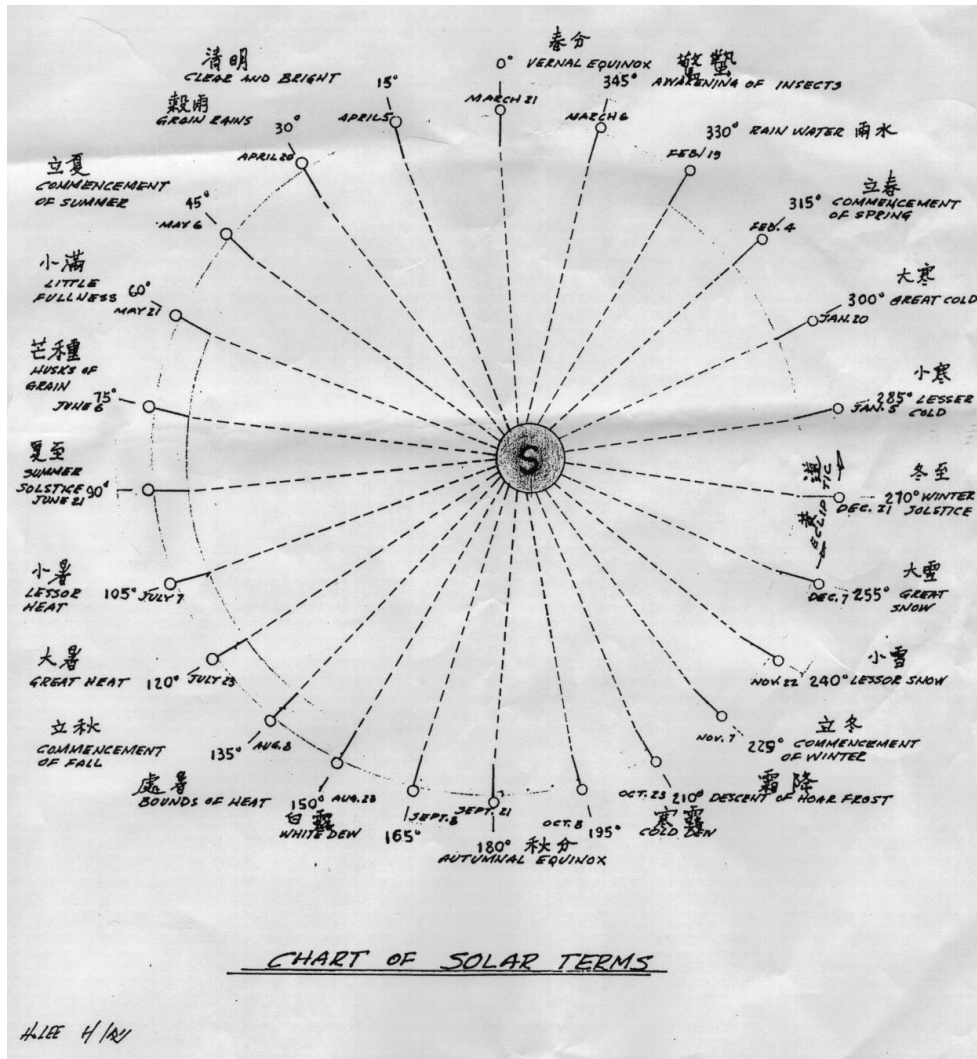 春分
0° VERNAL EQUINOX
MARCH 21
清明
CLEAR AND BRIGHT
15°
APRIL 5
穀雨
GRAIN RAINS
30°
APRIL 20
立夏
COMMENCEMENT
OF SUMMER
45°
MAY 6
小滿
LITTLE
FULLNESS 60°
MAY 21
芒種
HUSKS OF
GRAIN
75°
JUNE 6
夏至
SUMMER
SOLSTICE 90°
JUNE 21
小暑
LESSOR
HEAT
105° JULY 7
大暑
GREAT HEAT 120° JULY 23
立秋
COMMENCEMENT
OF FALL
135° AUG.8
處暑
BOUNDS OF HEAT
150° AUG.23
白露
WHITE DEW
165° SEPT.8
SEPT.21
180° 秋分
AUTUMNAL EQUINOX
OCT.8
195°
寒露
COLD DEW
OCT.23
210° DESCENT OF HOAR FROST
霜降
NOV.7
立冬
225° COMMENCEMENT
OF WINTER
小雪
NOV.22 240° LESSOR SNOW
大雪
DEC.7 255° GREAT
SNOW
冬至
270° WINTER
DEC.21 SOLSTICE
黃道
ECLIPTIC
小寒
285° LESSER
JAN.5 COLD
大寒
300° GREAT COLD
JAN.20
立春
315° COMMENCEMENT
OF SPRING
FEB.4
330° RAIN WATER 雨水
FEB.19
驚蟄
345° AWAKENING OF INSECTS
MARCH 6
S
CHART OF SOLAR TERMS
H.LEE